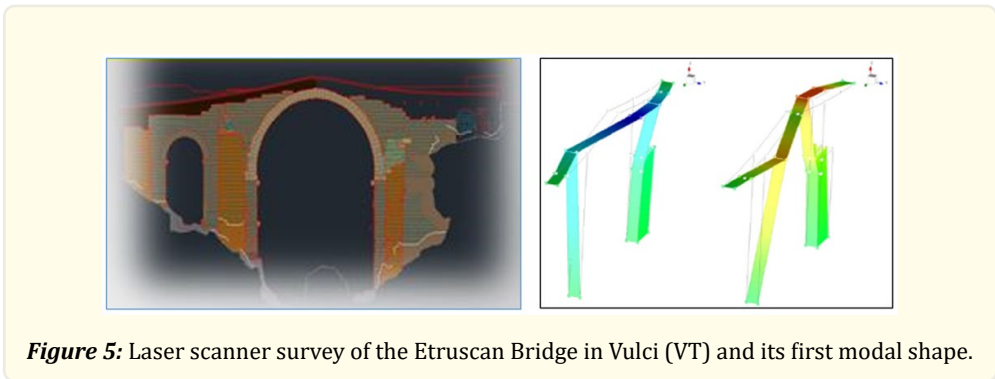 Figure 5: Laser scanner survey of the Etruscan Bridge in Vulci (VT) and its first modal shape.